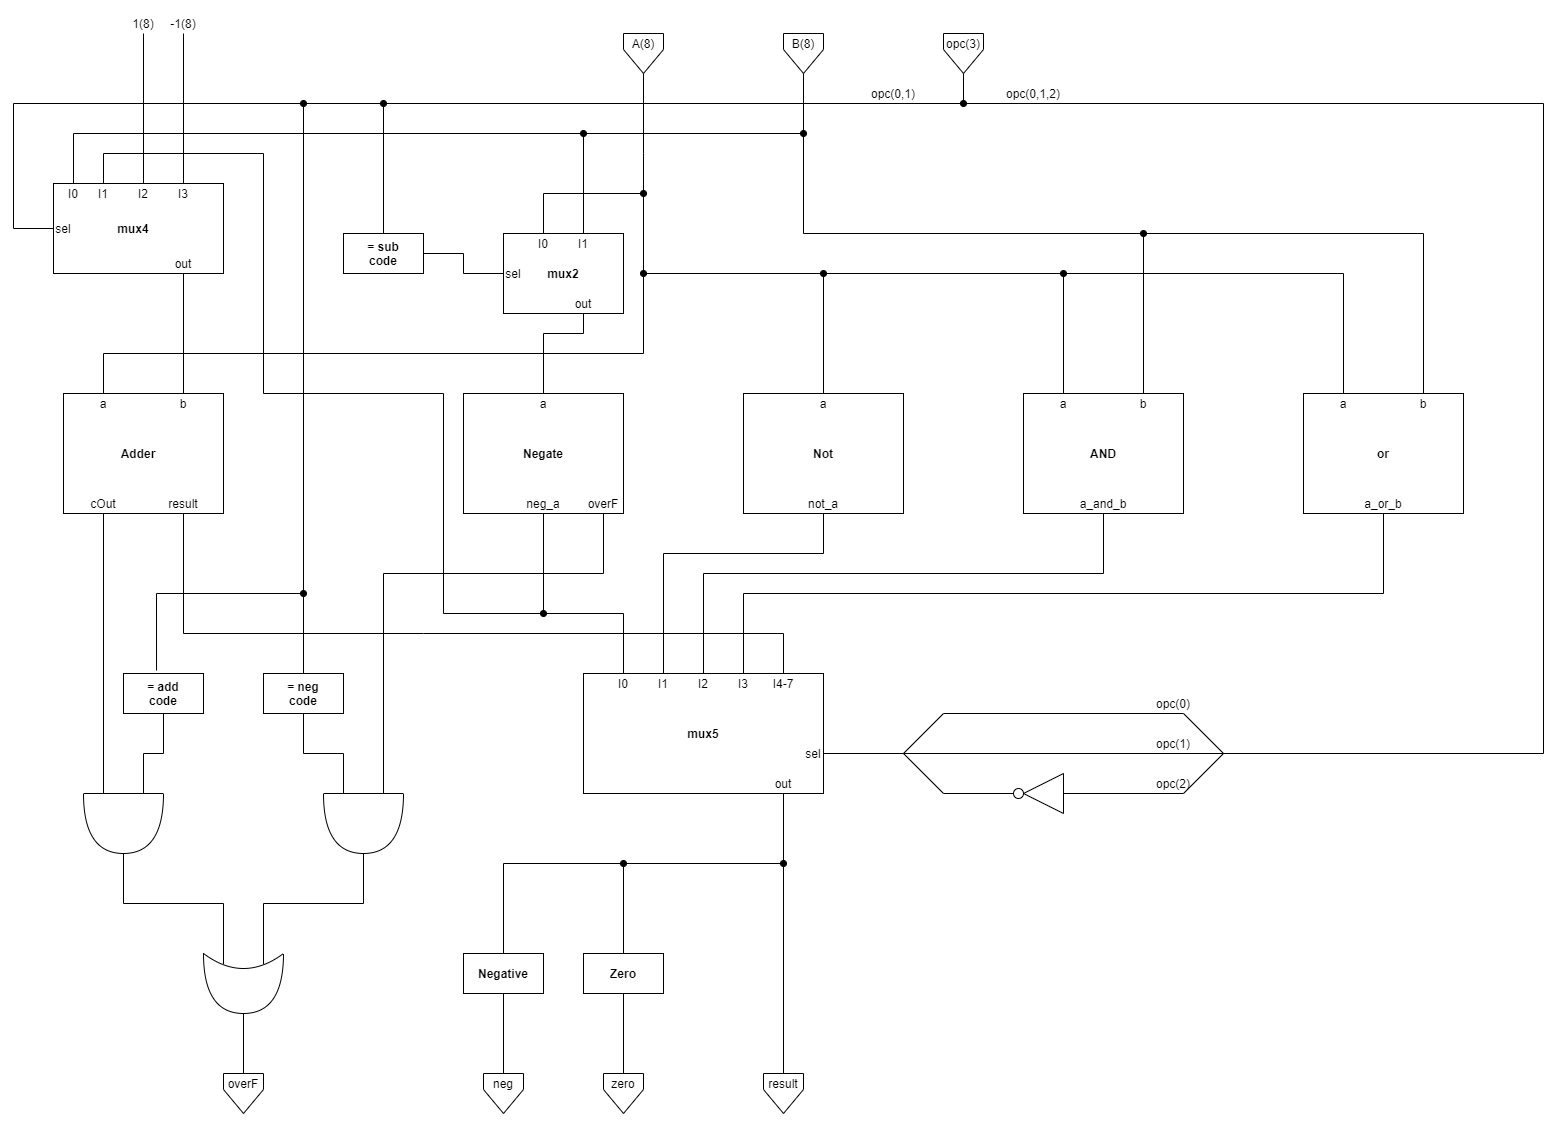 1(8) -1(8)
A(8) B(8) opc(3)
opc(0,1) opc(0,1,2)
I0 I1 I2 I3
sel mux4
out
= sub
code
I0 I1
sel mux2
out
a b
Adder
cOut result
a
Negate
neg_a overF
a
Not
not_a
a b
AND
a_and_b
a b
or
a_or_b
= add
code
= neg
code
I0 I1 I2 I3 I4-7
mux5
sel
out
opc(0)
opc(1)
opc(2)
Negative Zero
overF neg zero result